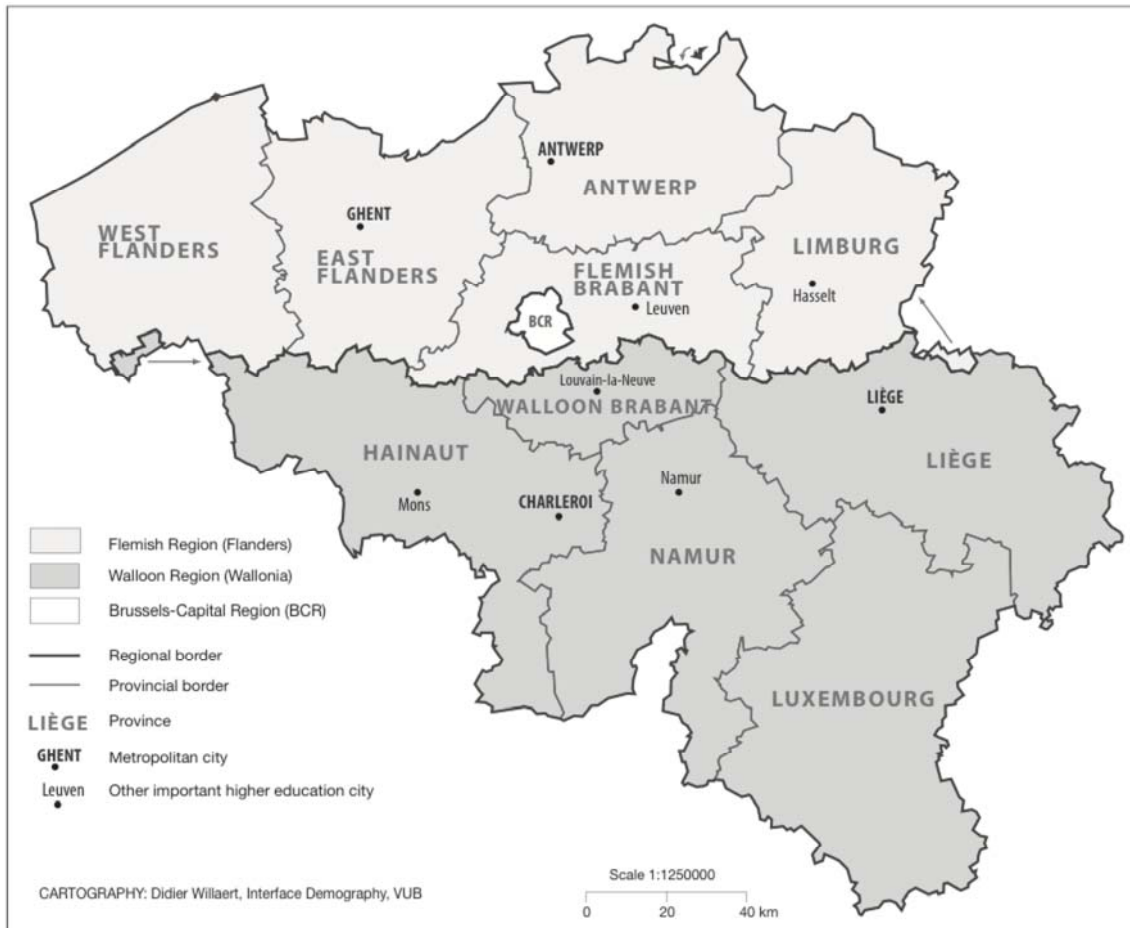 ANTWERP
ANTWERP
GHENT
WEST
FLANDERS
EAST
FLANDERS
LIMBURG
FLEMISH
BRABANT
Hasselt
Leuven
BCR
Louvain-la-Neuve
WALLOON BRABANT
LIÈGE
HAINAUT
LIÈGE
Namur
Mons
CHARLEROI
NAMUR
LUXEMBOURG
Flemish Region (Flanders)
Walloon Region (Wallonia)
Brussels-Capital Region (BCR)
Regional border
Provincial border
LIÈGE Province
GHENT Metropolitan city
Leuven Other important higher education city
CARTOGRAPHY: Didier Willaert, Interface Demography, VUB
Scale 1:1250000
0 20 40 km